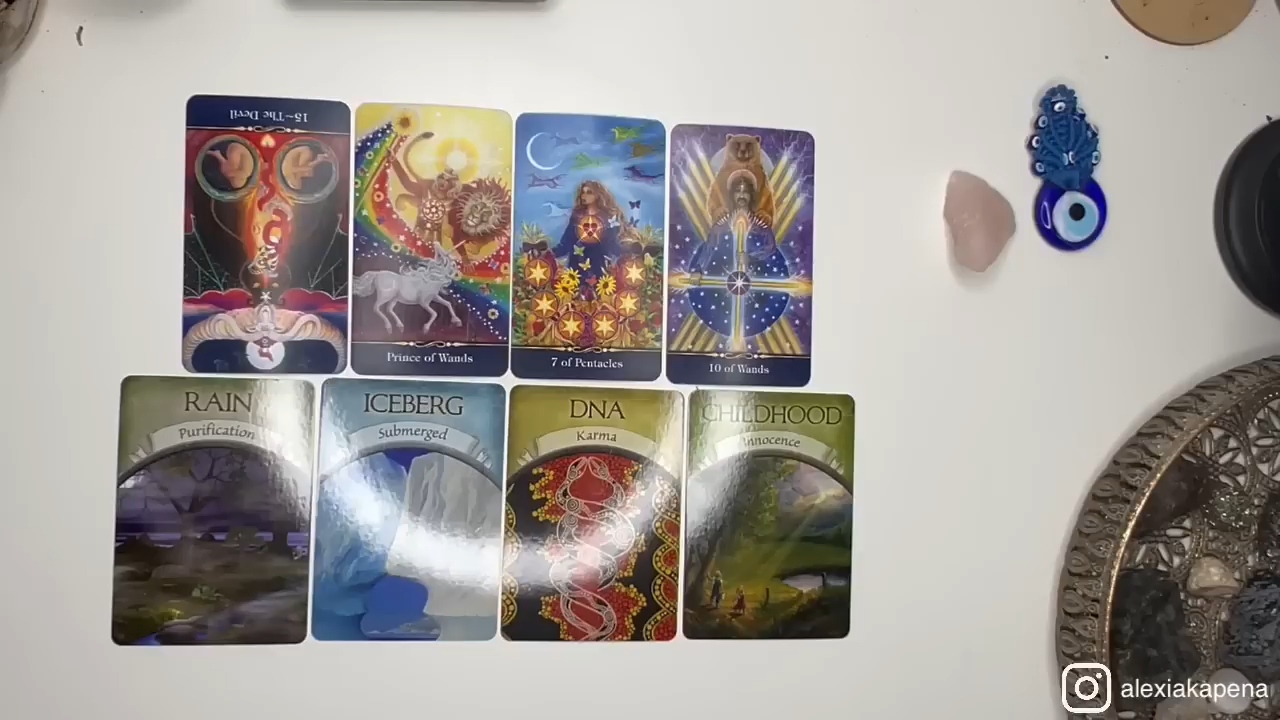 15~The Devil
Prince of Wands
7 of Pentacles
10 of Wands
RAIN
Purification
ICEBERG
Submerged
DNA
Karma
CHILDHOOD
Innocence
alexiakapena